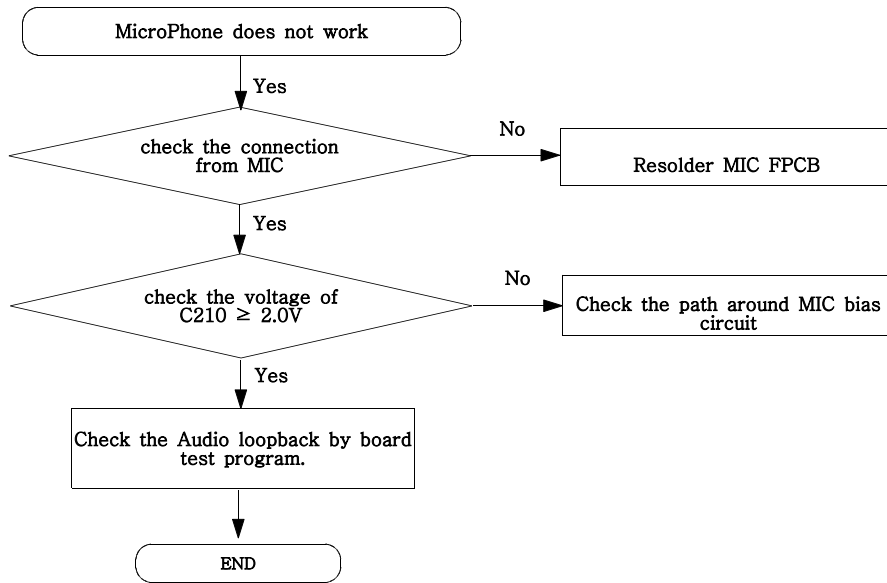 MicroPhone does not work
Yes
check the connection
from MIC
No
Resolder MIC FPCB
Yes
check the voltage of
C210 ≥ 2.0V
No
Check the path around MIC bias
circuit
Yes
Check the Audio loopback by board
test program.
END